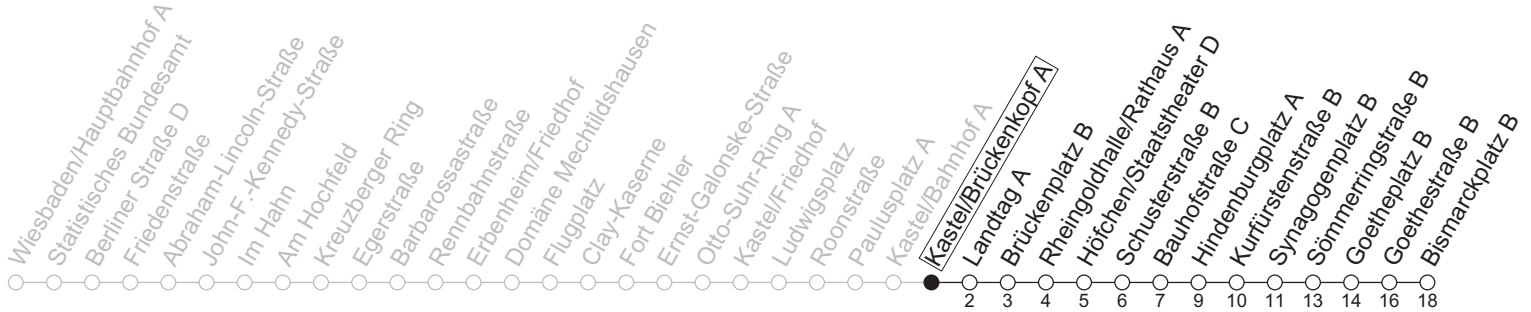 Wiesbaden/Hauptbahnhof A
Statistisches Bundesamt
Berliner Straße D
Friedenstraße
Abraham-Lincoln-Straße
John-F.-Kennedy-Straße
Im Hahn
Am Hochfeld
Kreuzberger Ring
Egerstraße
Barbarossastraße
Rennbahnstraße
Erbenheim/Friedhof
Domäne Mechtildshausen
Flugplatz
Clay-Kaserne
Fort Biehler
Ernst-Galonske-Straße
Otto-Suhr-Ring A
Kastel/Friedhof
Ludwigsplatz
Roonstraße
Paulusplatz A
Kastel/Bahnhof A
Kastel/Brückenkopf A
Landtag A
Brückenplatz B
Rheingoldhalle/Rathaus A
Höfchen/Staatstheater D
Schusterstraße B
Bauhofstraße C
Hindenburgplatz A
Kurfürstenstraße B
Synagogenplatz B
Sömmerringstraße B
Goetheplatz B
Goethestraße B
Bismarckplatz B
2 3 4 5 6 7 9 10 11 13 14 16 18